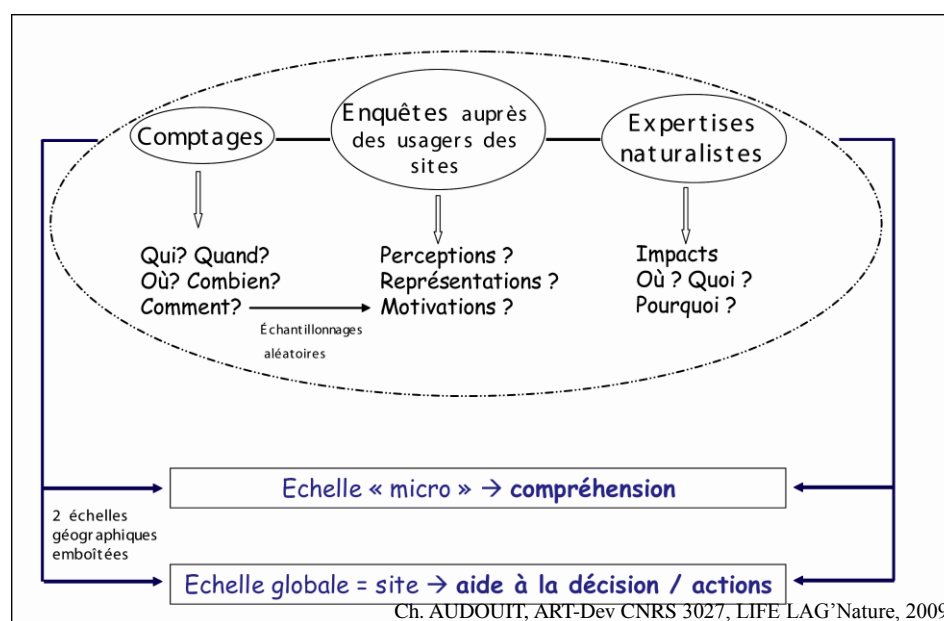 Comptages
Enquêtes auprès
des usagers des
sites
Expertises
naturalistes
Qui? Quand?
Où? Combien?
Comment?
Perceptions ?
Représentations ?
Motivations ?
Impacts
Où ? Quoi ?
Pourquoi ?
Échantillonnages
aléatoires
Echelle « micro » → compréhension
2 échelles
géographiques
emboîtées
Echelle globale = site → aide à la décision / actions
Ch. AUDOUIT, ART-Dev CNRS 3027, LIFE LAG'Nature, 2009